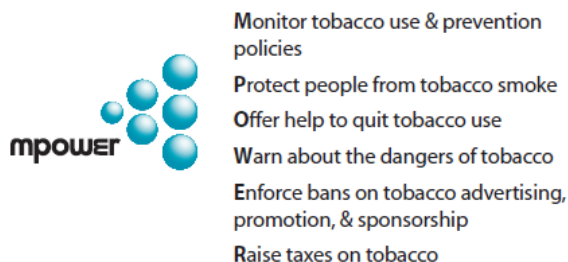 mpower
Monitor tobacco use & prevention
policies
Protect people from tobacco smoke
Offer help to quit tobacco use
Warn about the dangers of tobacco
Enforce bans on tobacco advertising,
promotion, & sponsorship
Raise taxes on tobacco